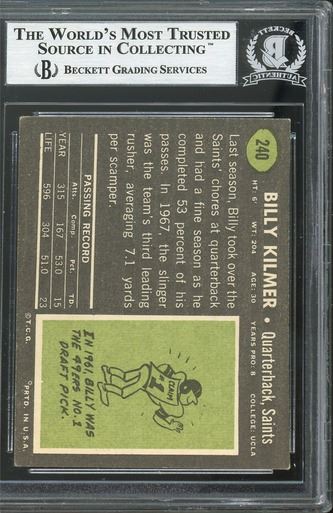 THE WORLD'S MOST TRUSTED
SOURCE IN COLLECTING™
B BECKETT GRADING SERVICES
BECKETT
B
AUTHENTIC
240
BILLY KILMER • Quarterback, Saints
HT: 6' WT: 204 AGE: 30 YEARS PRO: 8 COLLEGE: UCLA
Last season, Billy took over the
Saints' chores at quarterback
and had a fine season as he
completed 53 percent of his
passes. In 1967, the slinger
was the team's third leading
rusher, averaging 7.1 yards
per scamper.
PASSING RECORD
Atts. Comp. Pct. TD.
YEAR 315 167 53.0 15
LIFE 596 304 51.0 23
IN 1961, BILLY WAS
THE 49ERS NO. 1
DRAFT PICK.
©T.C.G. PRTD. IN U.S.A.